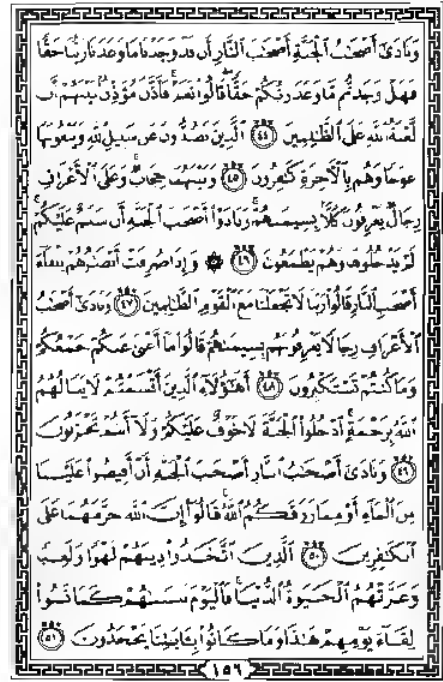 وَنَادَىٰٓ أَصۡحَٰبُ ٱلۡجَنَّةِ أَصۡحَٰبَ ٱلنَّارِ أَن قَدۡ وَجَدۡنَا مَا وَعَدَنَا رَبُّنَا حَقّٗا
فَهَلۡ وَجَدتُّم مَّا وَعَدَ رَبُّكُمۡ حَقّٗاۖ قَالُواْ نَعَمۡۚ فَأَذَّنَ مُؤَذِّنُۢ بَيۡنَهُمۡ أَن
لَّعۡنَةُ ٱللَّهِ عَلَى ٱلظَّٰلِمِينَ ٤٤ ٱلَّذِينَ يَصُدُّونَ عَن سَبِيلِ ٱللَّهِ وَيَبۡغُونَهَا
عِوَجٗا وَهُم بِٱلۡأٓخِرَةِ كَٰفِرُونَ ٤٥ وَبَيۡنَهُمَا حِجَابٞۚ وَعَلَى ٱلۡأَعۡرَافِ
رِجَالٞ يَعۡرِفُونَ كُلَّۢا بِسِيمَىٰهُمۡۚ وَنَادَوۡاْ أَصۡحَٰبَ ٱلۡجَنَّةِ أَن سَلَٰمٌ عَلَيۡكُمۡۚ
لَمۡ يَدۡخُلُوهَا وَهُمۡ يَطۡمَعُونَ ٤٦ ۞ وَإِذَا صُرِفَتۡ أَبۡصَٰرُهُمۡ تِلۡقَآءَ
أَصۡحَٰبِ ٱلنَّارِ قَالُواْ رَبَّنَا لَا تَجۡعَلۡنَا مَعَ ٱلۡقَوۡمِ ٱلظَّٰلِمِينَ ٤٧ وَنَادَىٰٓ أَصۡحَٰبُ
ٱلۡأَعۡرَافِ رِجَالٗا يَعۡرِفُونَهُم بِسِيمَىٰهُمۡ قَالُواْ مَآ أَغۡنَىٰ عَنكُمۡ جَمۡعُكُمۡ
وَمَا كُنتُمۡ تَسۡتَكۡبِرُونَ ٤٨ أَهَٰٓؤُلَآءِ ٱلَّذِينَ أَقۡسَمۡتُمۡ لَا يَنَالُهُمُ
ٱللَّهُ بِرَحۡمَةٍۚ ٱدۡخُلُواْ ٱلۡجَنَّةَ لَا خَوۡفٌ عَلَيۡكُمۡ وَلَآ أَنتُمۡ تَحۡزَنُونَ
٤٩ وَنَادَىٰٓ أَصۡحَٰبُ ٱلنَّارِ أَصۡحَٰبَ ٱلۡجَنَّةِ أَنۡ أَفِيضُواْ عَلَيۡنَا
مِنَ ٱلۡمَآءِ أَوۡ مِمَّا رَزَقَكُمُ ٱللَّهُۚ قَالُوٓاْ إِنَّ ٱللَّهَ حَرَّمَهُمَا عَلَى
ٱلۡكَٰفِرِينَ ٥٠ ٱلَّذِينَ ٱتَّخَذُواْ دِينَهُمۡ لَهۡوٗا وَلَعِبٗا
وَغَرَّتۡهُمُ ٱلۡحَيَوٰةُ ٱلدُّنۡيَاۚ فَٱلۡيَوۡمَ نَنسَىٰهُمۡ كَمَا نَسُواْ
لِقَآءَ يَوۡمِهِمۡ هَٰذَا وَمَا كَانُواْ بِـَٔايَٰتِنَا يَجۡحَدُونَ ٥١
١٥٦